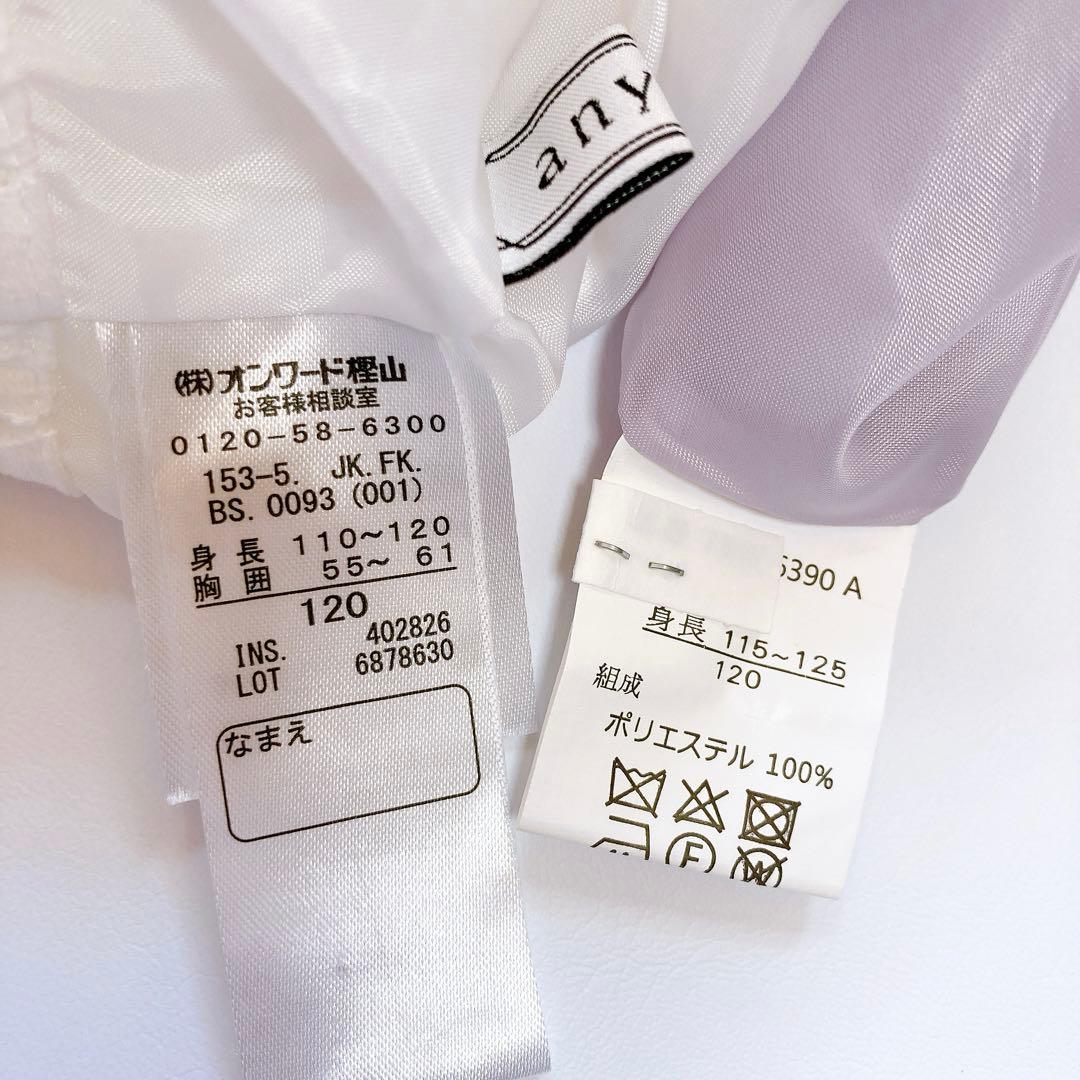 any
(株)オンワード樫山
お客様相談室
0120-58-6300
153-5. JK.FK.
BS. 0093 (001)
身長 110~120
胸囲 55~ 61
120
INS. 402826
LOT 6878630
なまえ
5390 A
身長 115~125
120
組成
ポリエステル 100%
F
W